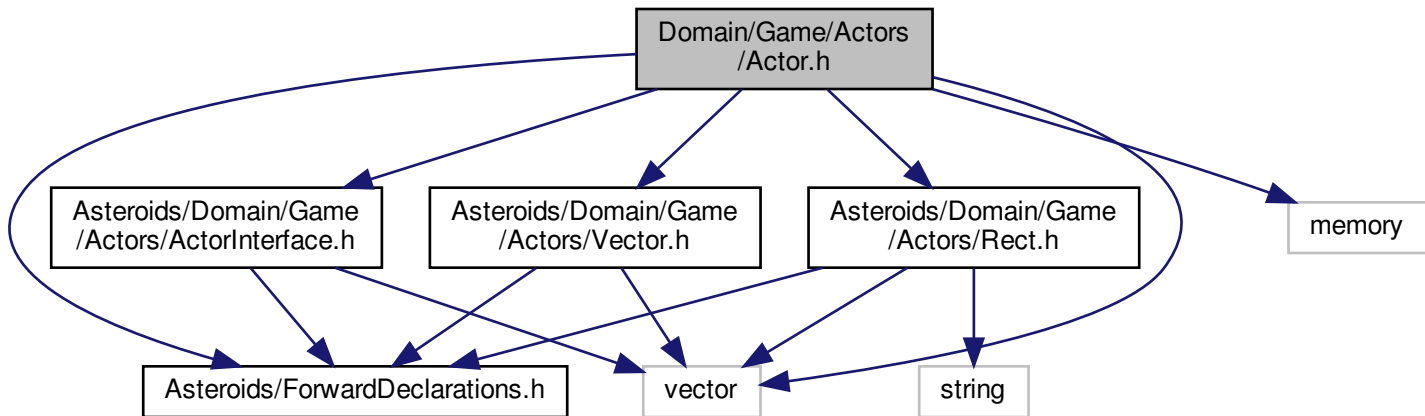 Domain/Game/Actors
/Actor.h
Asteroids/Domain/Game
/Actors/ActorInterface.h
Asteroids/Domain/Game
/Actors/Vector.h
Asteroids/Domain/Game
/Actors/Rect.h
memory
Asteroids/ForwardDeclarations.h
vector
string